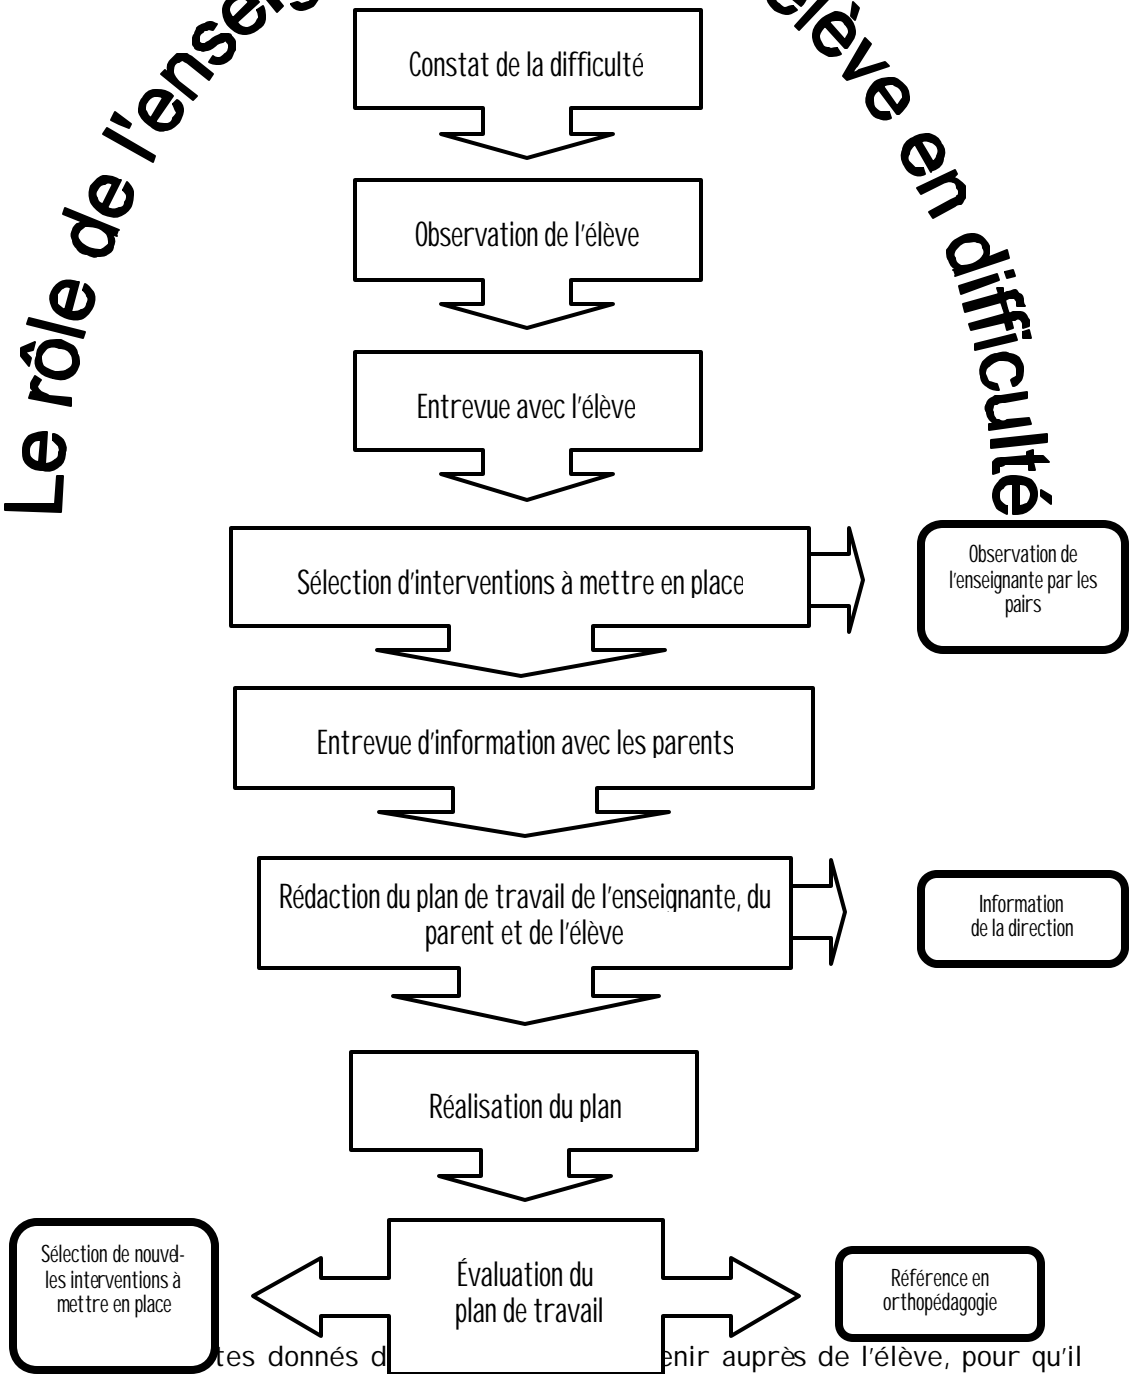 Le rôle de l'enseig
élève en difficulté
Constat de la difficulté
Observation de l'élève
Entrevue avec l'élève
Sélection d'interventions à mettre en place
Observation de
l'enseignante par les
pairs
Entrevue d'information avec les parents
Rédaction du plan de travail de l'enseignante, du
parent et de l'élève
Information
de la direction
Réalisation du plan
Sélection de nouvel-
les interventions à
mettre en place
Évaluation du
plan de travail
Référence en
orthopédagogie
tes donnés d
enir auprès de l'élève, pour qu'il